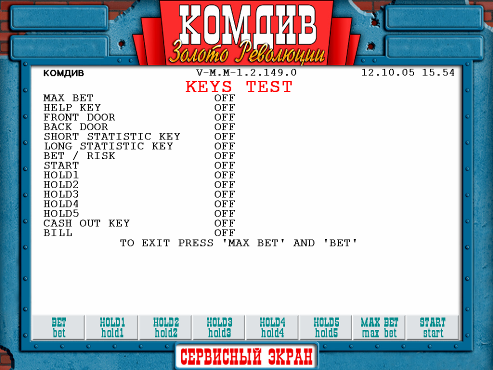 КОМДИВ
Золото Революции
КОМДИВ V-M.M-1.2.149.0 12.10.05 15.54
KEYS TEST
MAX BET OFF
HELP KEY OFF
FRONT DOOR OFF
BACK DOOR OFF
SHORT STATISTIC KEY OFF
LONG STATISTIC KEY OFF
BET / RISK OFF
START OFF
HOLD1 OFF
HOLD2 OFF
HOLD3 OFF
HOLD4 OFF
HOLD5 OFF
CASH OUT KEY OFF
BILL OFF
TO EXIT PRESS 'MAX BET' AND 'BET'
BET HOLD1 HOLD2 HOLD3 HOLD4 HOLD5 MAX BET START
bet hold1 hold2 hold3 hold4 hold5 max bet start
СЕРВИСНЫЙ ЭКРАН